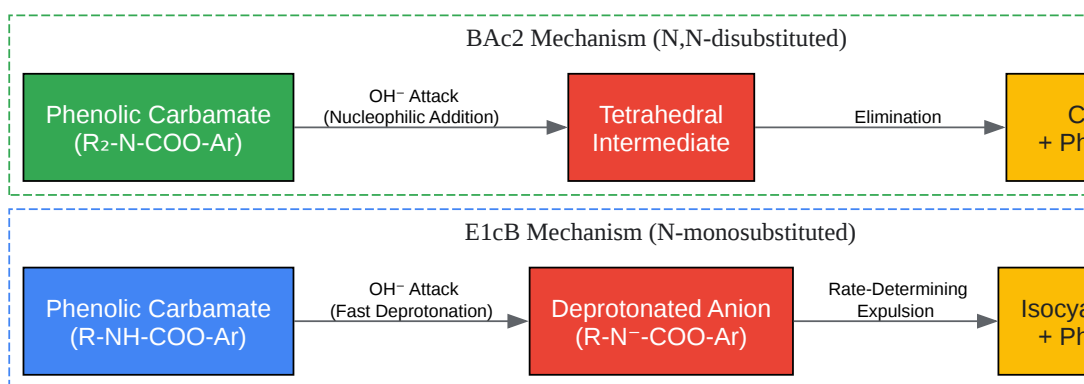 BAc2 Mechanism (N,N-disubstituted)
Phenolic Carbamate
(R₂-N-COO-Ar)
OH⁻ Attack
(Nucleophilic Addition)
Tetrahedral
Intermediate
Elimination
+
E1cB Mechanism (N-monosubstituted)
Phenolic Carbamate
(R-NH-COO-Ar)
OH⁻ Attack
(Fast Deprotonation)
Deprotonated Anion
(R-N⁻-COO-Ar)
Rate-Determining
Expulsion
+